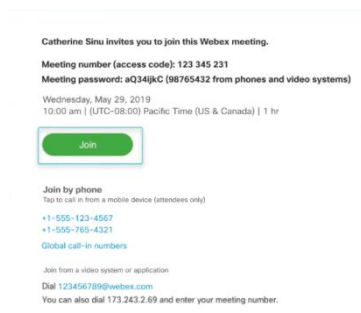 Catherine Sinu invites you to join this Webex meeting.
Meeting number (access code): 123 345 231
Meeting password: aQ34ijkC (98765432 from phones and video systems)
Wednesday, May 29, 2019
10:00 am | (UTC-08:00) Pacific Time (US & Canada) | 1 hr
Join
Join by phone
Tap to call in from a mobile device (attendees only)
+1-555-123-4567
+1-555-765-4321
Global call-in numbers
Join from a video system or application
Dial 123456789@webex.com
You can also dial 173.243.2.69 and enter your meeting number.